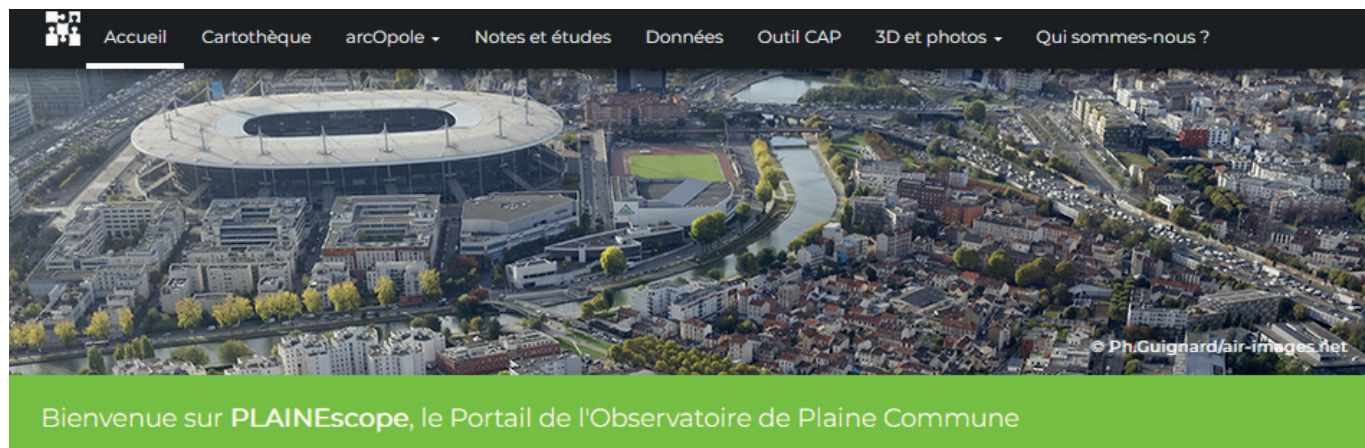 Accueil Cartothèque arcOpole Notes et études Données Outil CAP 3D et photos Qui sommes-nous ?
© Ph.Guignard/air-images.net
Bienvenue sur PLAINEscope, le Portail de l'Observatoire de Plaine Commune